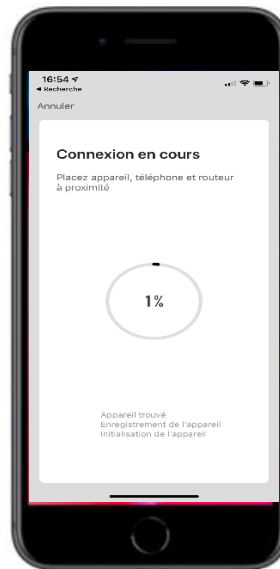 16:54
◀ Recherche
Annuler
Connexion en cours
Placez appareil, téléphone et routeur
à proximité
1%
Appareil trouvé
Enregistrement de l'appareil
Initialisation de l'appareil